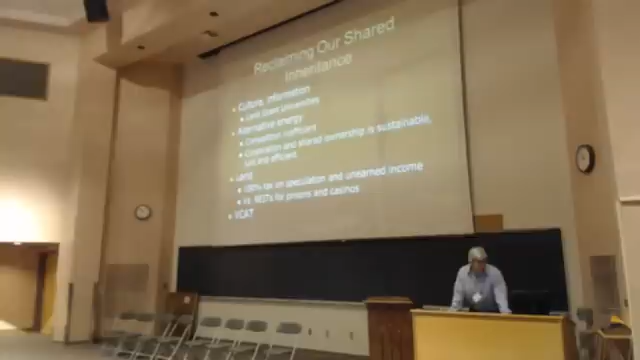 Reclaiming Our Shared
Inheritance
Culture, information
Land Grant universities
Alternative energy
Competition inefficient
Cooperation and shared ownership is sustainable,
and efficient
Land
100% tax on speculation and unearned income
Vs. REITs for prisons and casinos
VCAT